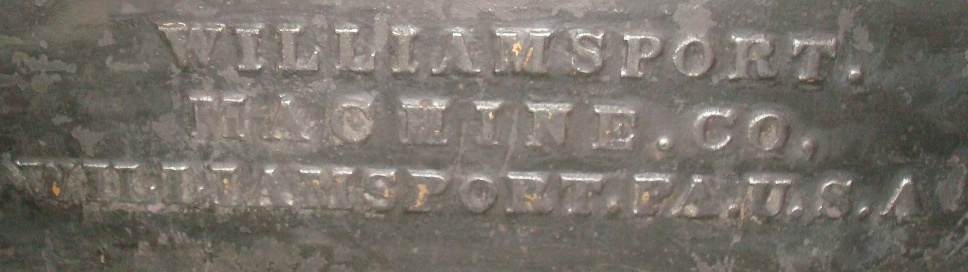 WILLIAMSPORT.
MACHINE.CO,
WILLIAMSPORT.PA.U.S.A